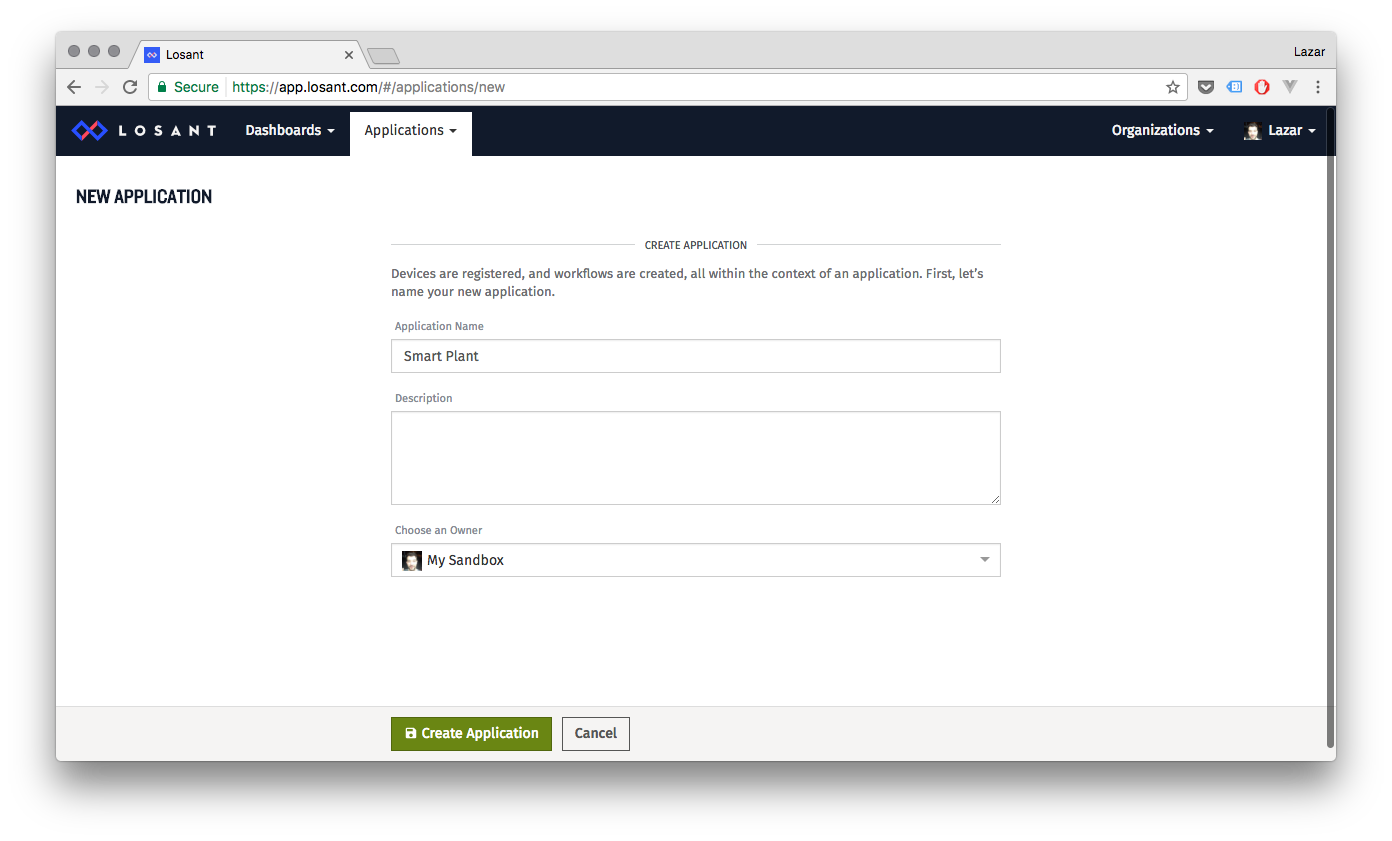 Losant
Lazar
Secure https://app.losant.com/#/applications/new
LOSANT Dashboards Applications Organizations Lazar
NEW APPLICATION
CREATE APPLICATION
Devices are registered, and workflows are created, all within the context of an application. First, let's
name your new application.
Application Name
Smart Plant
Description
Choose an Owner
My Sandbox
Create Application Cancel